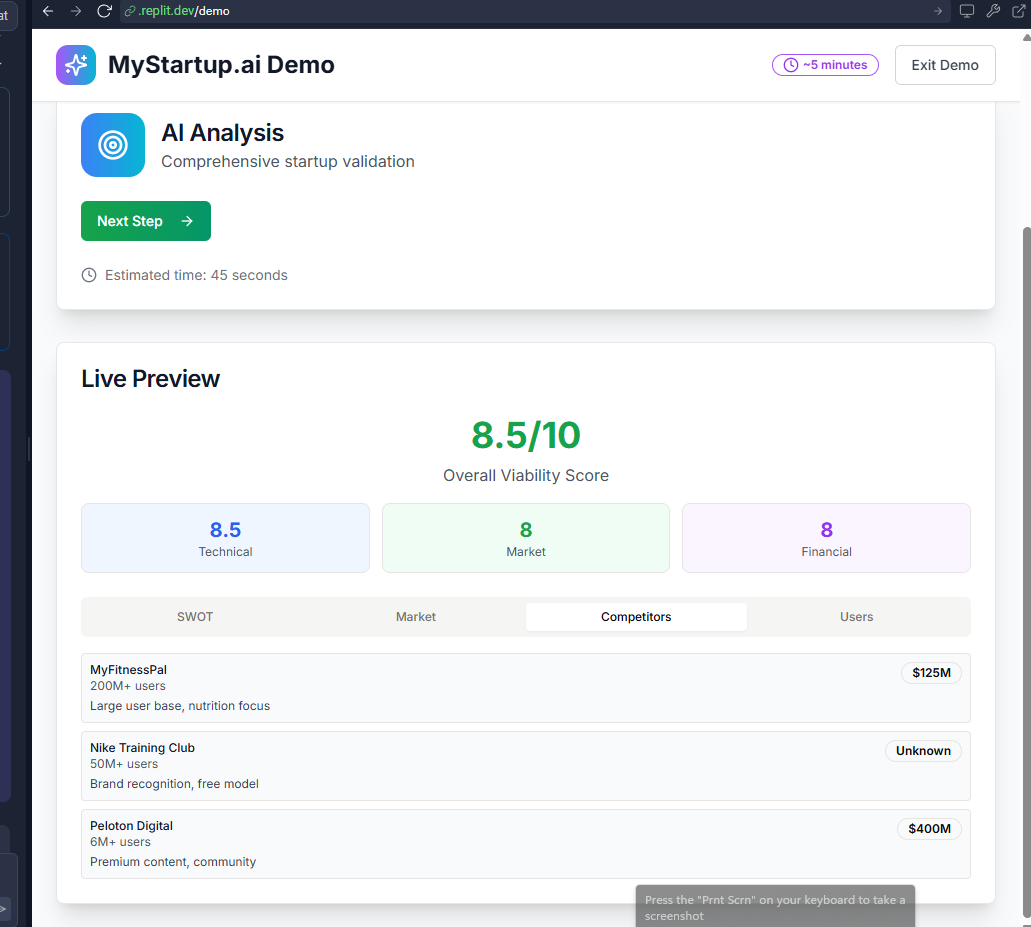 at
.replit.dev/demo
MyStartup.ai Demo
~5 minutes
Exit Demo
AI Analysis
Comprehensive startup validation
Next Step
Estimated time: 45 seconds
Live Preview
8.5/10
Overall Viability Score
8.5
Technical
8
Market
8
Financial
SWOT
Market
Competitors
Users
MyFitnessPal
$125M
200M+ users
Large user base, nutrition focus
Nike Training Club
Unknown
50M+ users
Brand recognition, free model
Peloton Digital
$400M
6M+ users
Premium content, community
Press the "Prnt Scrn" on your keyboard to take a
screenshot